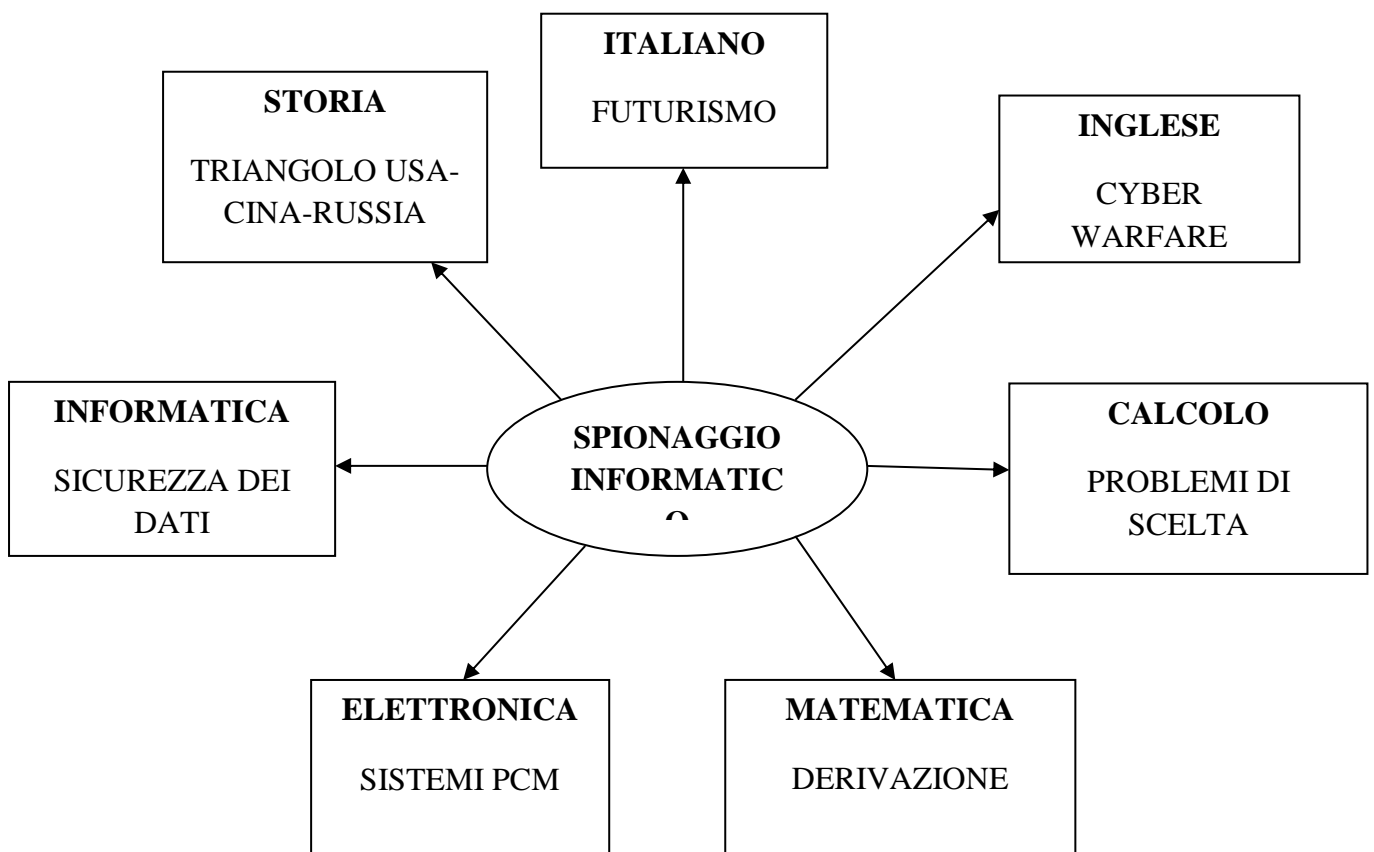 ITALIANO
FUTURISMO
STORIA
TRIANGOLO USA-
CINA-RUSSIA
INGLESE
CYBER
WARFARE
INFORMATICA
SICUREZZA DEI
DATI
SPIONAGGIO
INFORMATIC
O
CALCOLO
PROBLEMI DI
SCELTA
ELETTRONICA
SISTEMI PCM
MATEMATICA
DERIVAZIONE